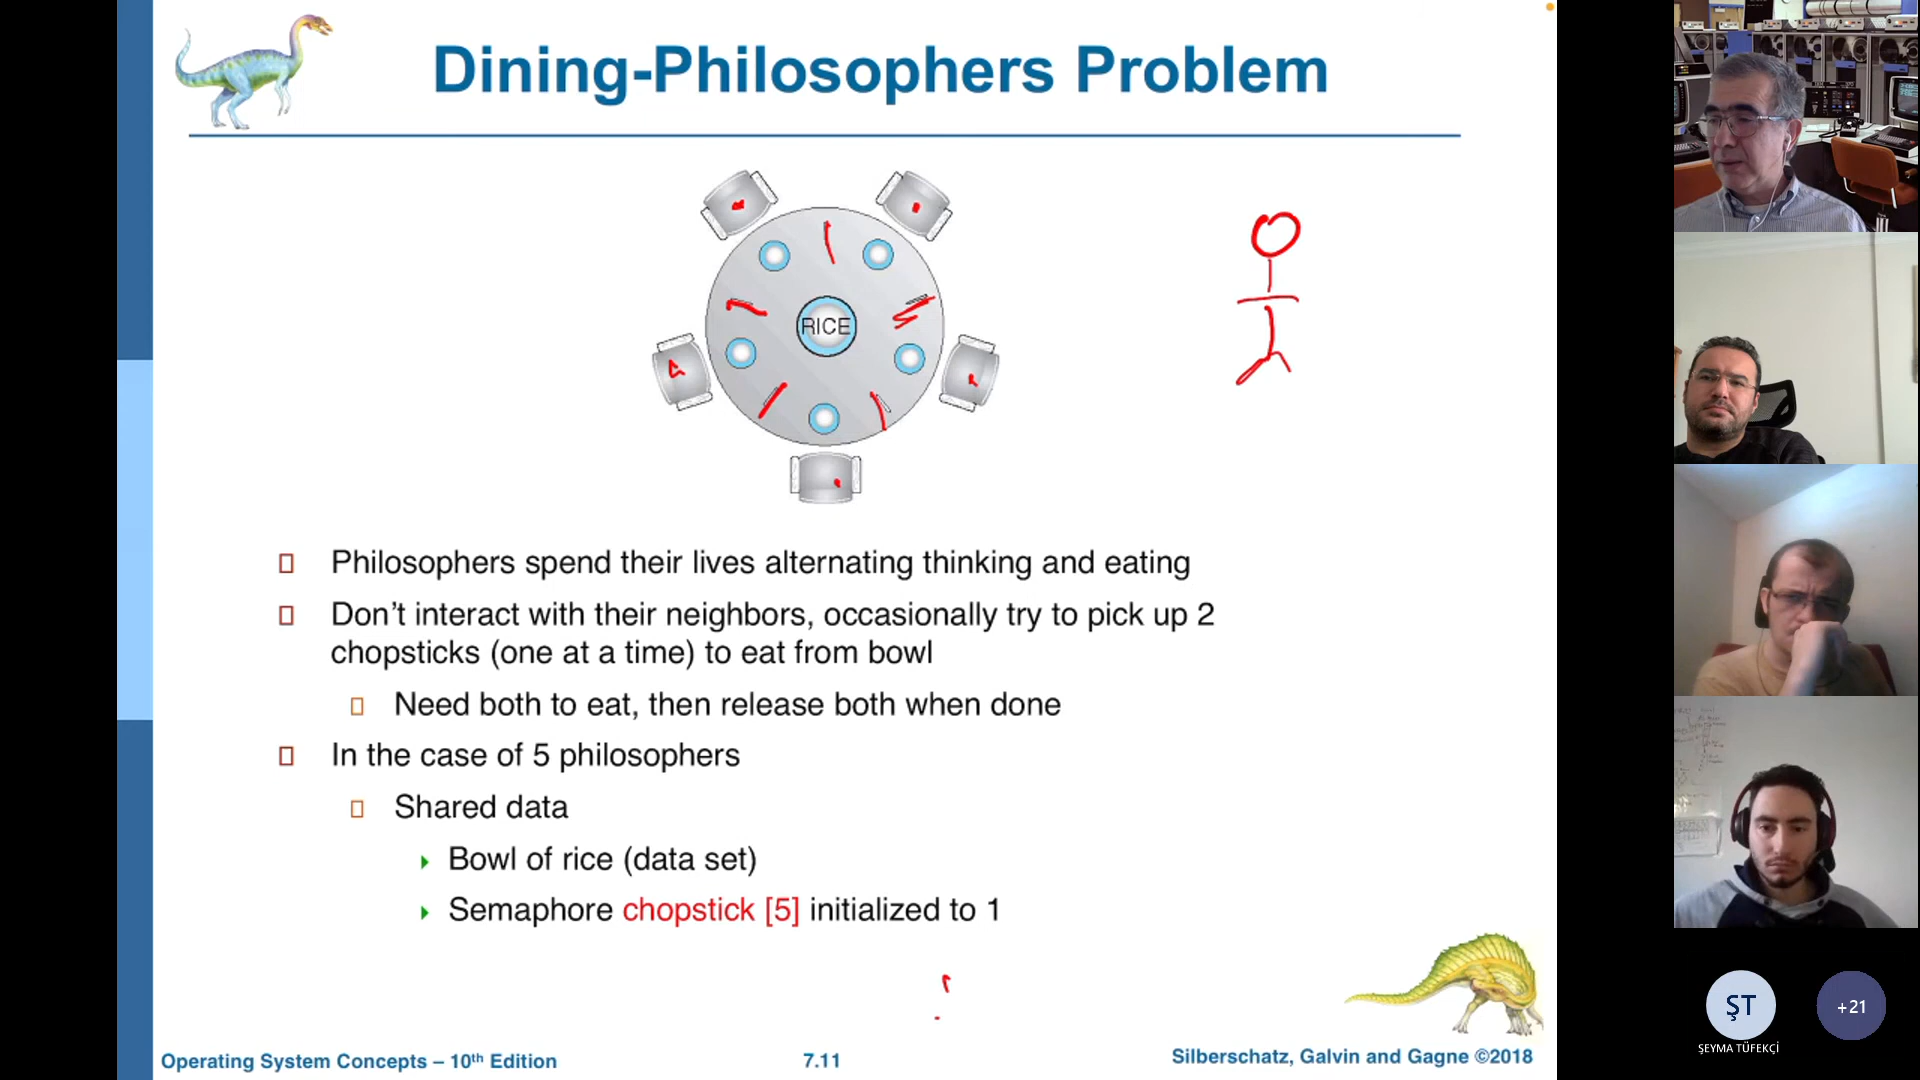 Dining-Philosophers Problem
RICE
Philosophers spend their lives alternating thinking and eating
Don't interact with their neighbors, occasionally try to pick up 2
chopsticks (one at a time) to eat from bowl
Need both to eat, then release both when done
In the case of 5 philosophers
Shared data
Bowl of rice (data set)
Semaphore chopstick [5] initialized to 1
Operating System Concepts – 10th Edition
7.11
Silberschatz, Galvin and Gagne ©2018
ŞT
+21
ŞEYMA TÜFEKÇİ